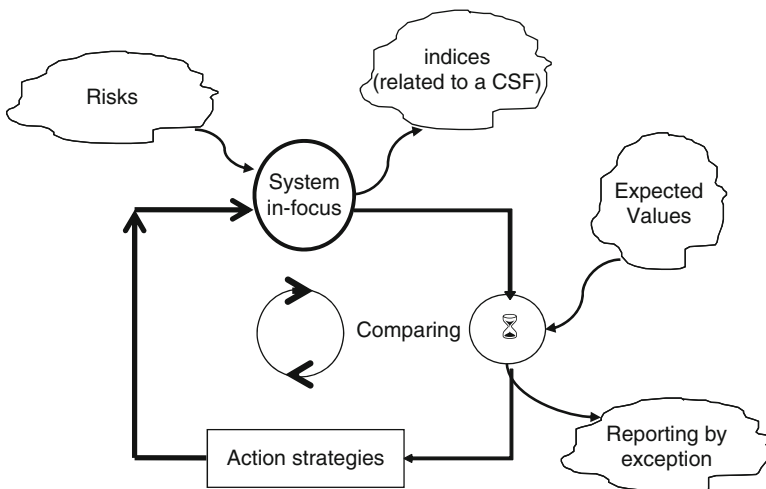 indices
(related to a CSF)
Risks
System
in-focus
Expected
Values
Comparing
Action strategies
Reporting by
exception